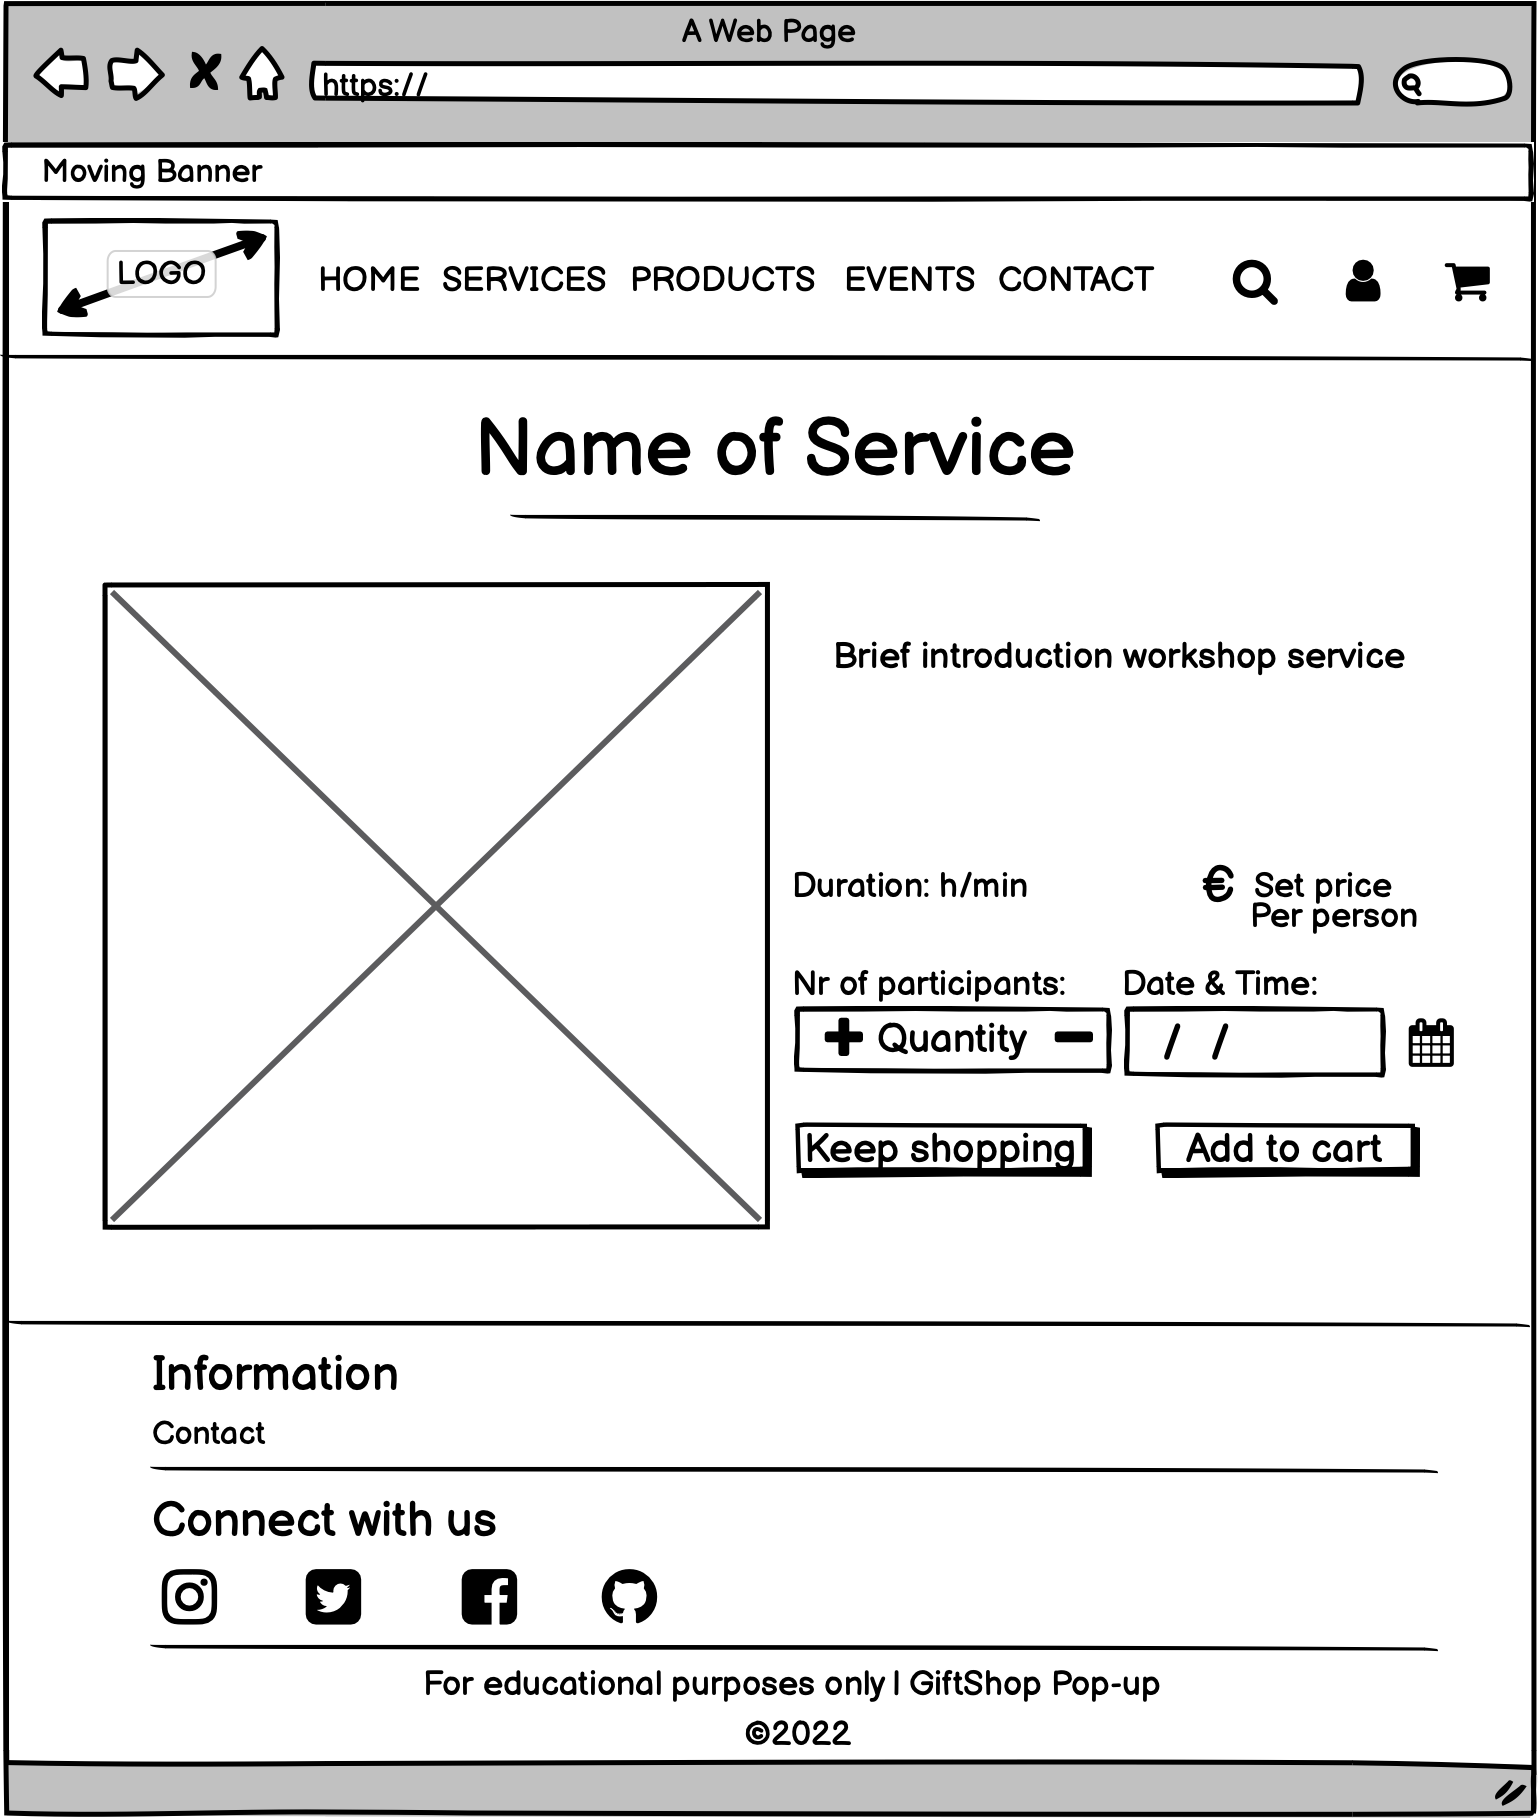 A Web Page
https://
Moving Banner
LOGO
HOME SERVICES PRODUCTS EVENTS CONTACT
Name of Service
Brief introduction workshop service
Duration: h/min
€ Set price
Per person
Nr of participants: Date & Time:
+ Quantity − / /
Keep shopping Add to cart
Information
Contact
Connect with us
For educational purposes only | GiftShop Pop-up
©2022